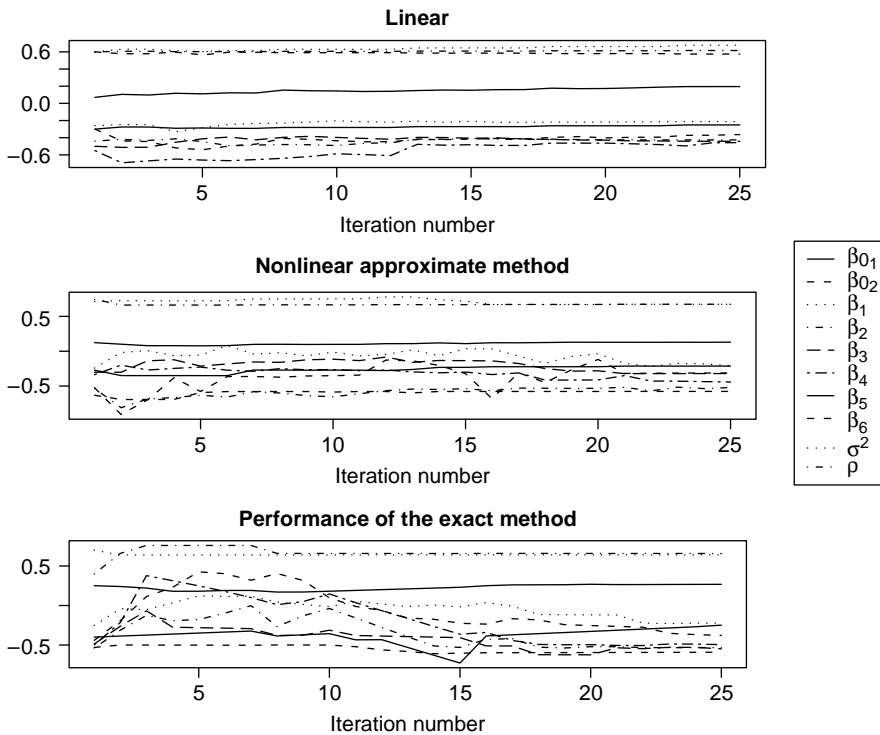 Linear
0.6
0.0
−0.6
5 10 15 20 25
Iteration number
Nonlinear approximate method
0.5
−0.5
5 10 15 20 25
Iteration number
Performance of the exact method
0.5
−0.5
5 10 15 20 25
Iteration number
β01
β02
β1
β2
β3
β4
β5
β6
σ2
ρ